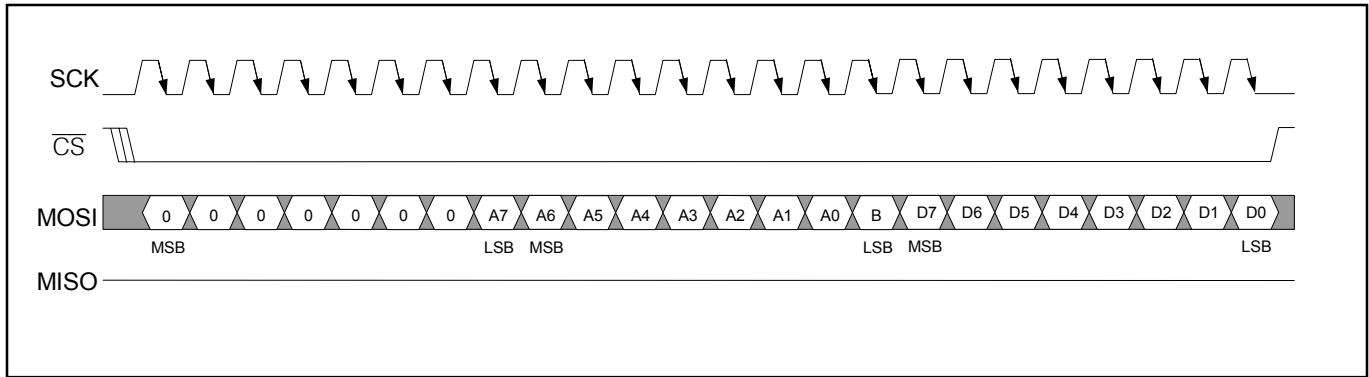 SCK
CS
MOSI 0 0 0 0 0 0 0 A7 A6 A5 A4 A3 A2 A1 A0 B D7 D6 D5 D4 D3 D2 D1 D0
MSB LSB MSB LSB MSB LSB
MISO